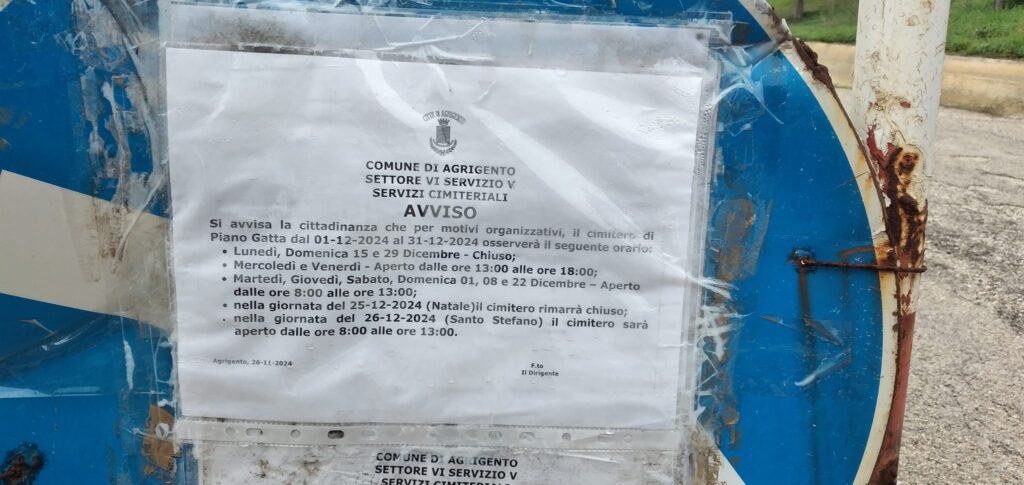 CITTÀ DI AGRIGENTO
COMUNE DI AGRIGENTO
SETTORE VI SERVIZIO V
SERVIZI CIMITERIALI
AVVISO
Si avvisa la cittadinanza che per motivi organizzativi, il cimitero di
Piano Gatta dal 01-12-2024 al 31-12-2024 osserverà il seguente orario:
• Lunedì, Domenica 15 e 29 Dicembre - Chiuso;
• Mercoledì e Venerdì - Aperto dalle ore 13:00 alle ore 18:00;
• Martedì, Giovedì, Sabato, Domenica 01, 08 e 22 Dicembre – Aperto
dalle ore 8:00 alle ore 13:00;
• nella giornata del 25-12-2024 (Natale)il cimitero rimarrà chiuso;
• nella giornata del 26-12-2024 (Santo Stefano) il cimitero sarà
aperto dalle ore 8:00 alle ore 13:00.
Agrigento, 26-11-2024
F.to
Il Dirigente
COMUNE DI AGRIGENTO
SETTORE VI SERVIZIO V
SERVIZI CIMITERIALI